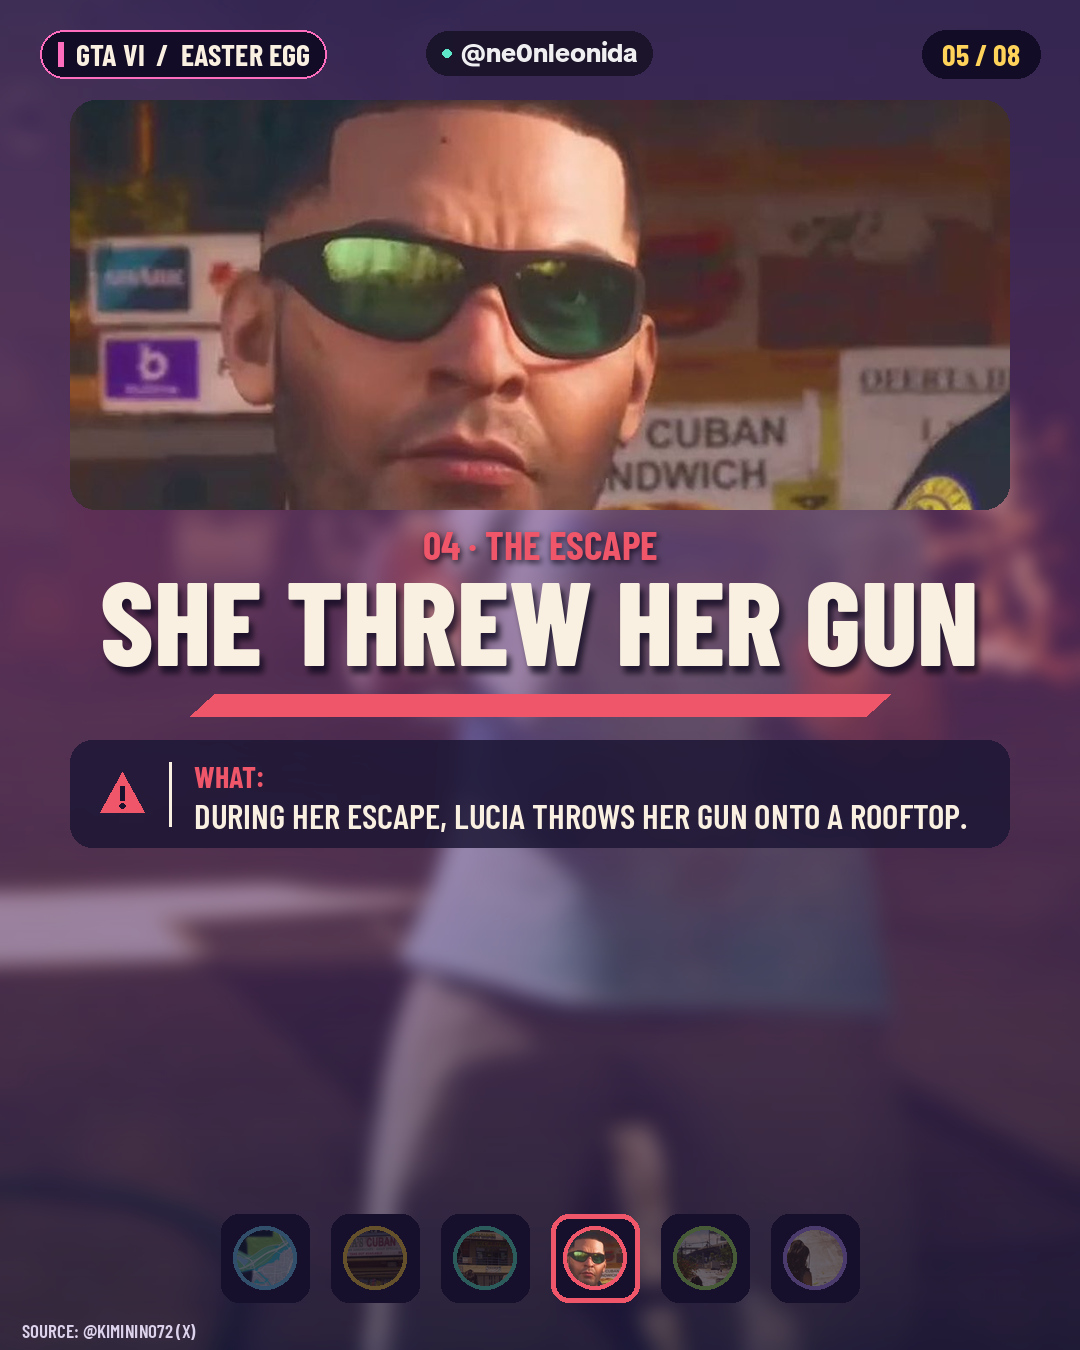 GTA VI / EASTER EGG
@ne0nleonida
05 / 08
b
CUBAN
NDWICH
OFERTA
04 · THE ESCAPE
SHE THREW HER GUN
WHAT:
DURING HER ESCAPE, LUCIA THROWS HER GUN ONTO A ROOFTOP.
SOURCE: @KIMININO72 (X)